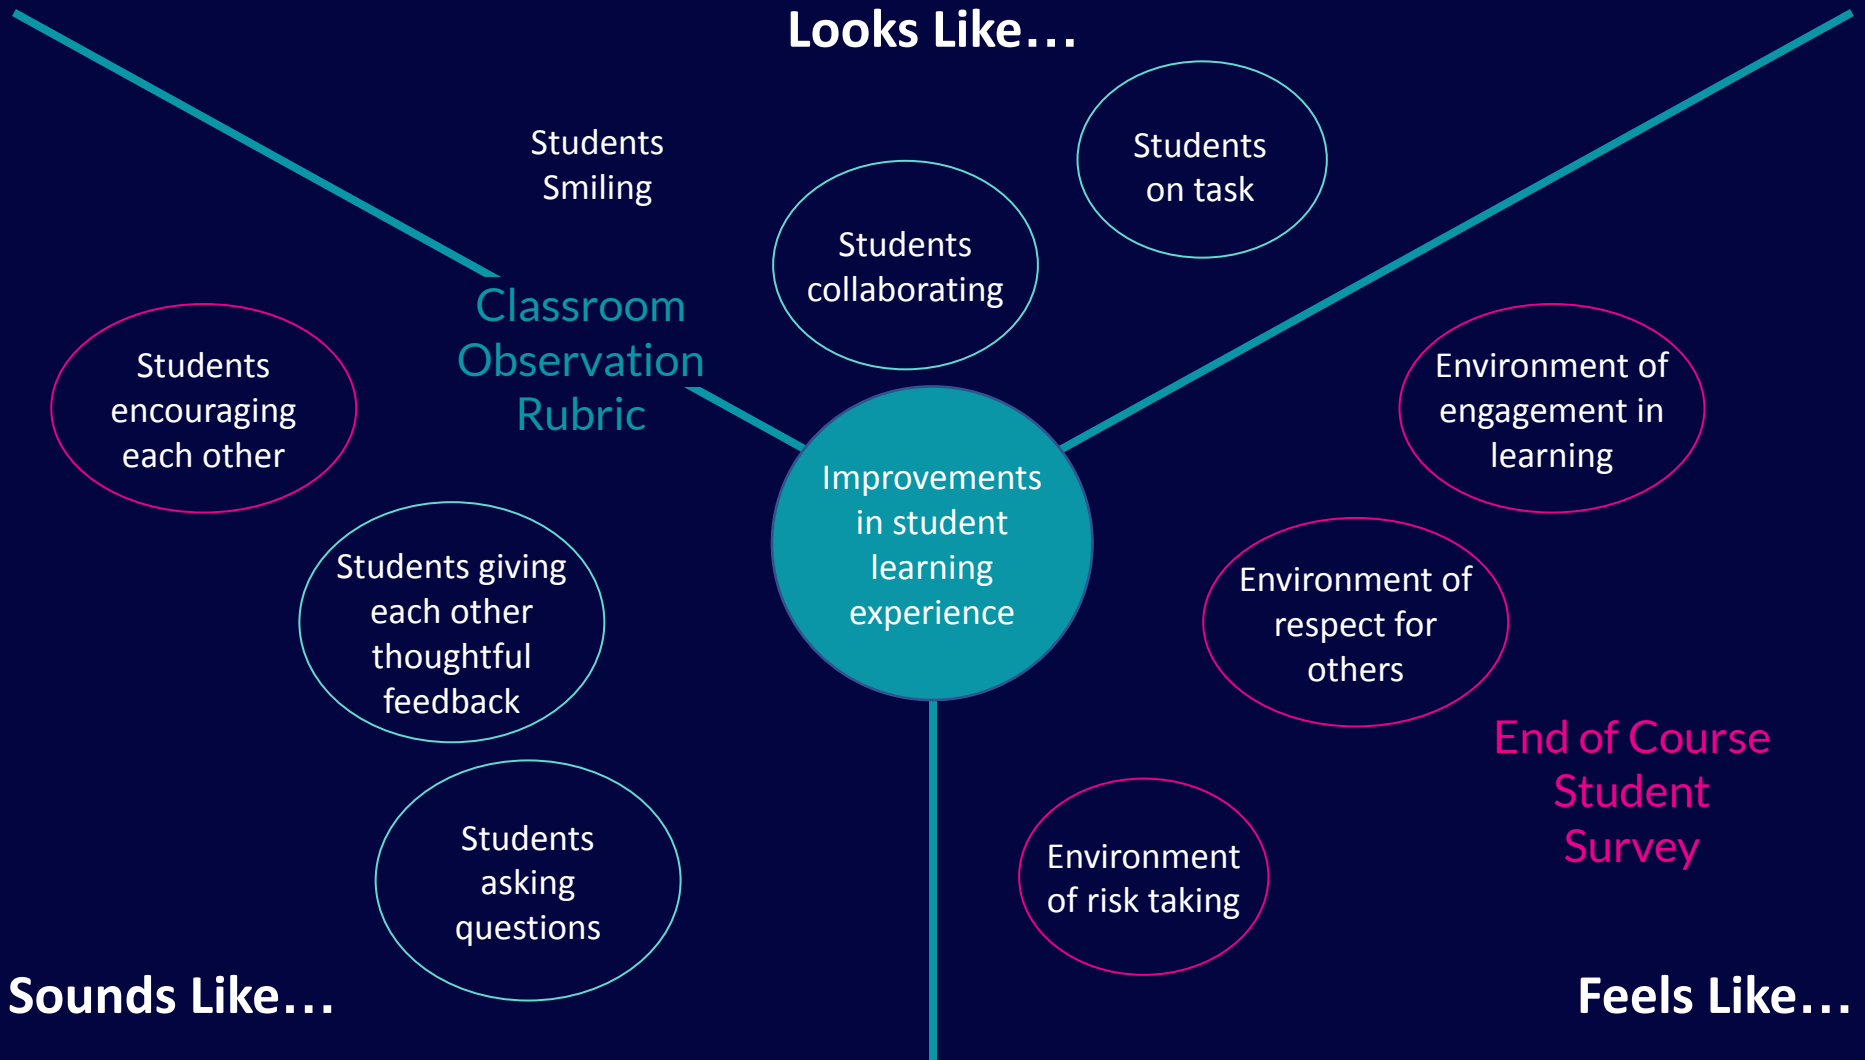 Looks Like…
Students
Smiling
Students
collaborating
Students
on task
Classroom
Observation
Rubric
Students
encouraging
each other
Students giving
each other
thoughtful
feedback
Students
asking
questions
Sounds Like…
Improvements
in student
learning
experience
Environment of
engagement in
learning
Environment of
respect for
others
End of Course
Student
Survey
Environment
of risk taking
Feels Like…